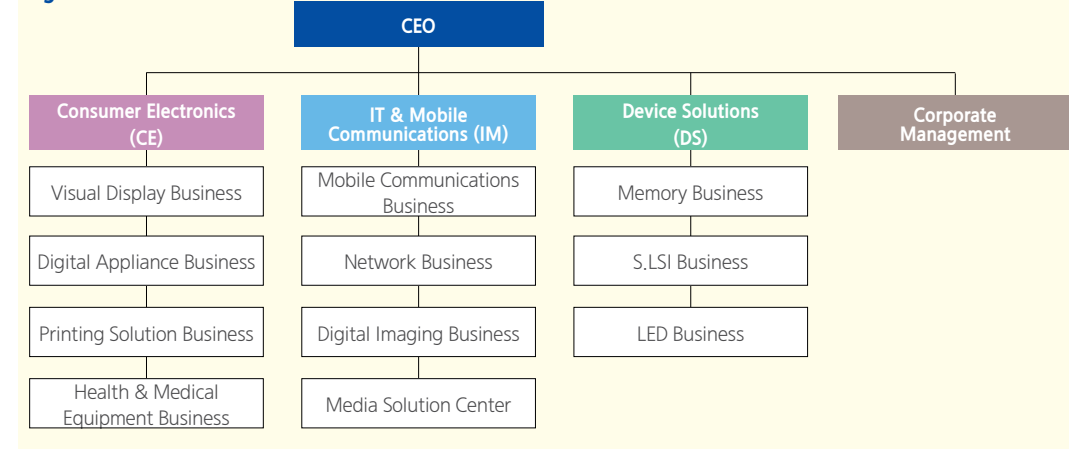 CEO
Consumer Electronics
(CE)
IT & Mobile
Communications (IM)
Device Solutions
(DS)
Corporate
Management
Visual Display Business
Mobile Communications
Business
Memory Business
Digital Appliance Business
Network Business
S.LSI Business
Printing Solution Business
Digital Imaging Business
LED Business
Health & Medical
Equipment Business
Media Solution Center